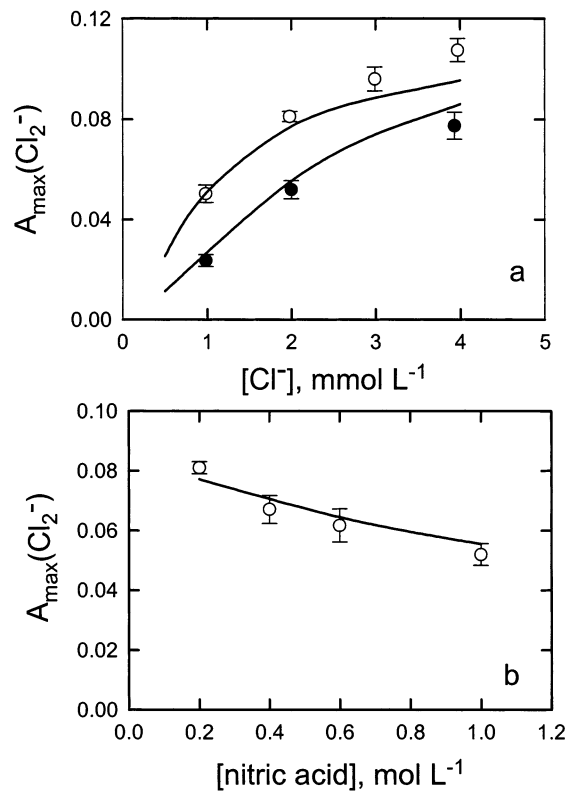 0.12
0.08
0.04
0.00
A_max(Cl₂⁻)
a
0 1 2 3 4 5
[Cl⁻], mmol L⁻¹
0.10
0.08
0.06
0.04
0.02
0.00
A_max(Cl₂⁻)
b
0.0 0.2 0.4 0.6 0.8 1.0 1.2
[nitric acid], mol L⁻¹